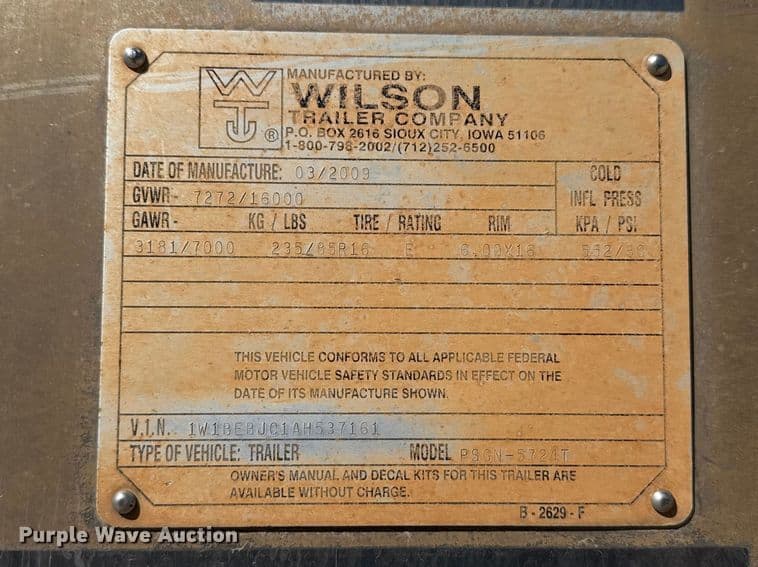 MANUFACTURED BY:
WILSON
TRAILER COMPANY
P.O. BOX 2616 SIOUX CITY, IOWA 51106
1-800-798-2002/(712)252-6500
DATE OF MANUFACTURE: 03/2009
COLD
GVWR - 7272/16000
INFL PRESS
GAWR - KG / LBS TIRE / RATING RIM KPA / PSI
3181/7000 235/85R16 E 6.00X16
THIS VEHICLE CONFORMS TO ALL APPLICABLE FEDERAL
MOTOR VEHICLE SAFETY STANDARDS IN EFFECT ON THE
DATE OF ITS MANUFACTURE SHOWN.
V.I.N. 1W1BEBJC1AH537161
TYPE OF VEHICLE: TRAILER MODEL PSGN-5724T
OWNER'S MANUAL AND DECAL KITS FOR THIS TRAILER ARE
AVAILABLE WITHOUT CHARGE.
B - 2629 - F
Purple Wave Auction